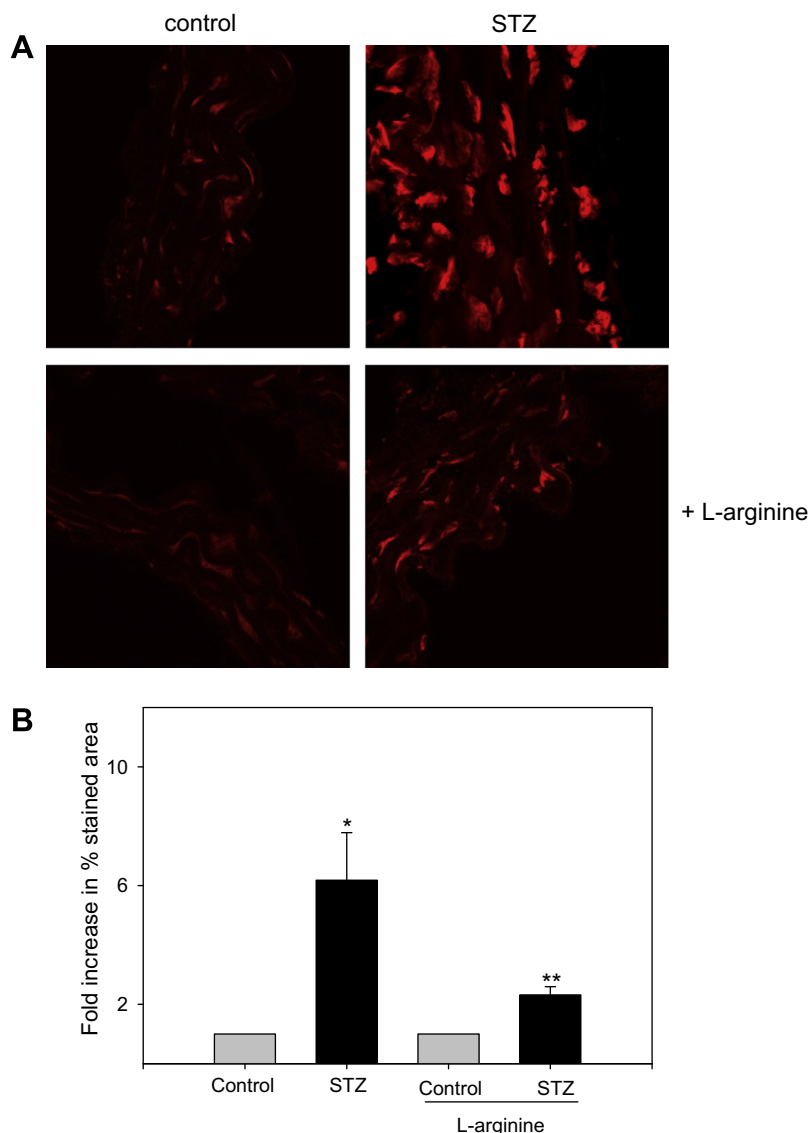 control STZ
A
+ L-arginine
B
Fold increase in % stained area
10
6
2
*
**
Control STZ Control STZ
L-arginine